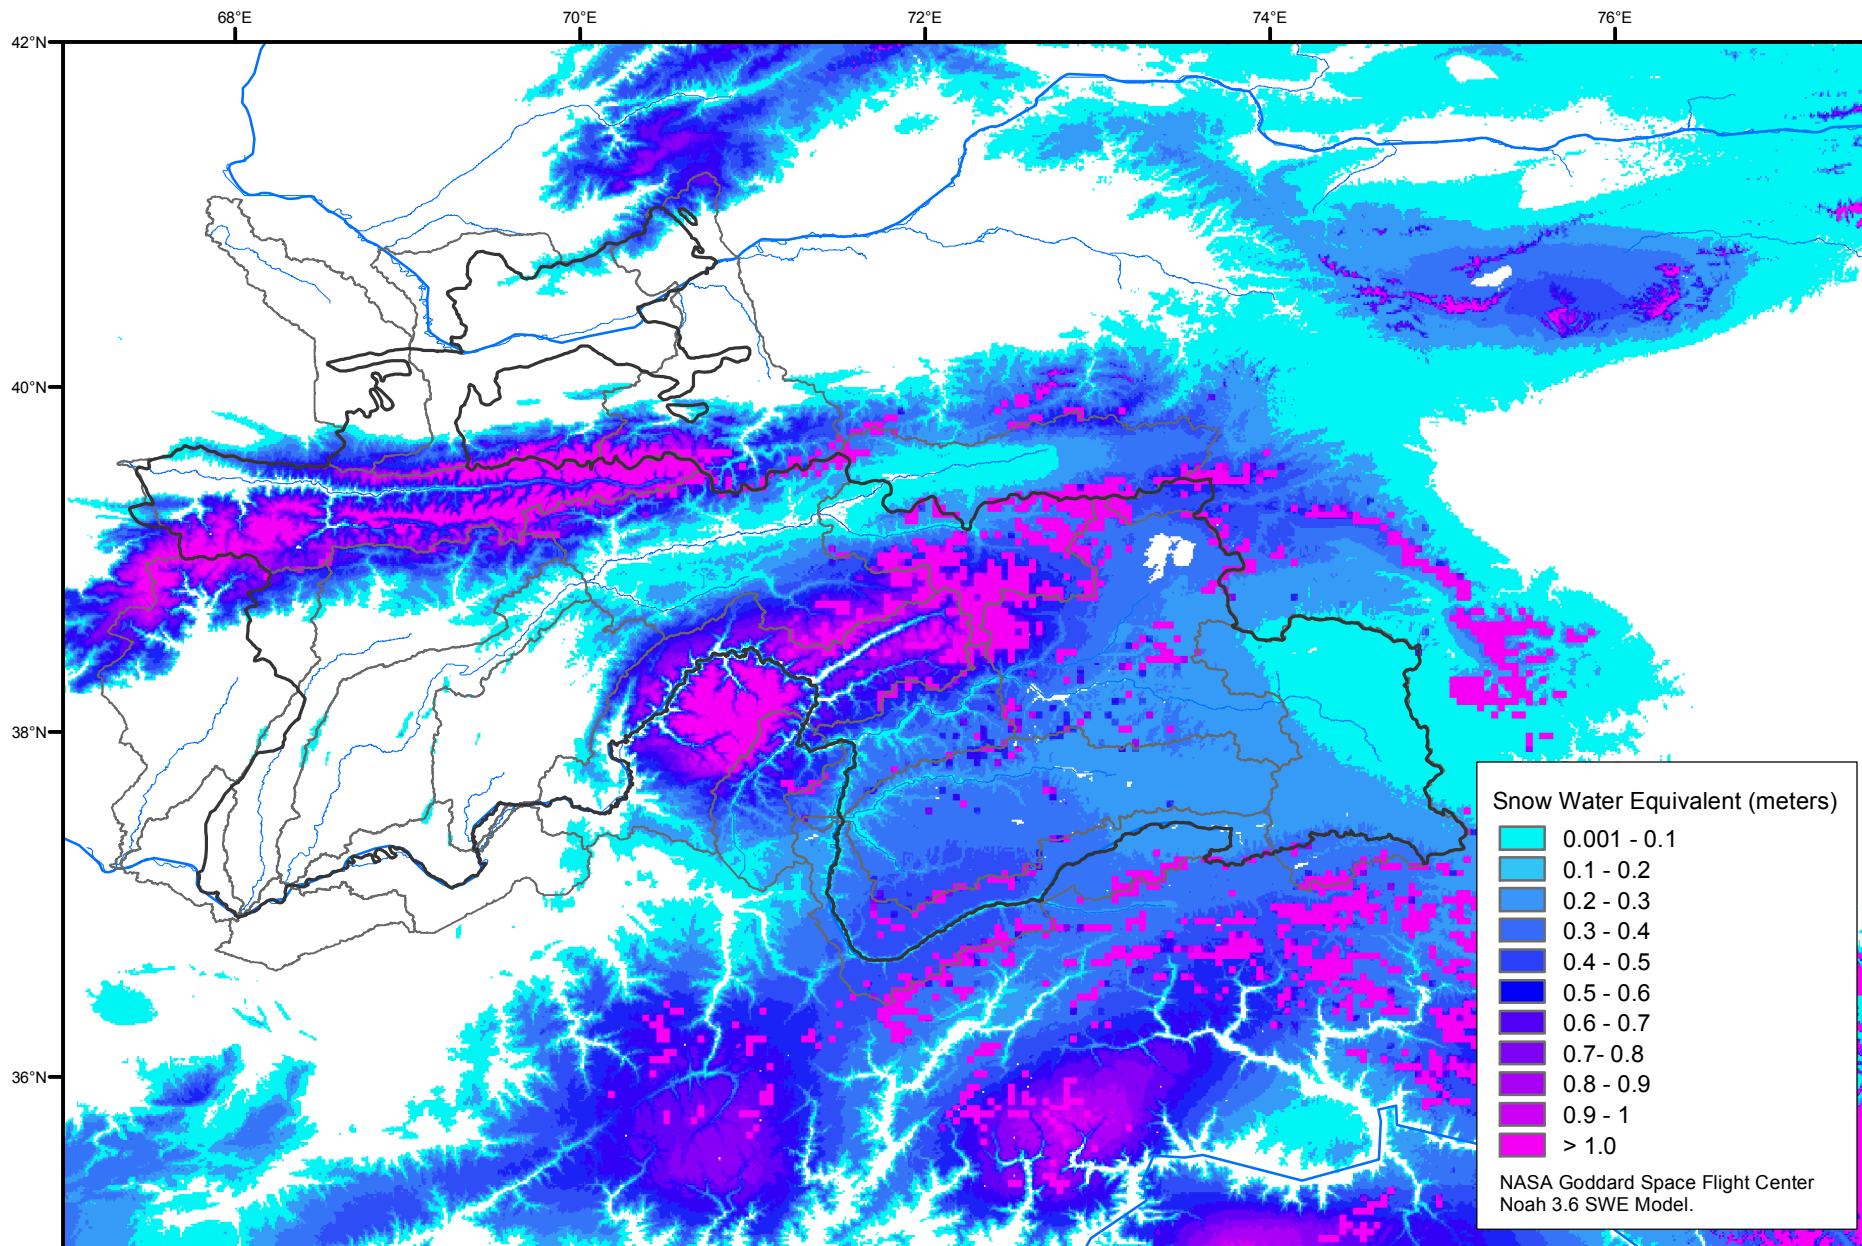 68°E 70°E 72°E 74°E 76°E
42°N
40°N
38°N
36°N
Snow Water Equivalent (meters)
0.001 - 0.1
0.1 - 0.2
0.2 - 0.3
0.3 - 0.4
0.4 - 0.5
0.5 - 0.6
0.6 - 0.7
0.7- 0.8
0.8 - 0.9
0.9 - 1
> 1.0
NASA Goddard Space Flight Center
Noah 3.6 SWE Model.